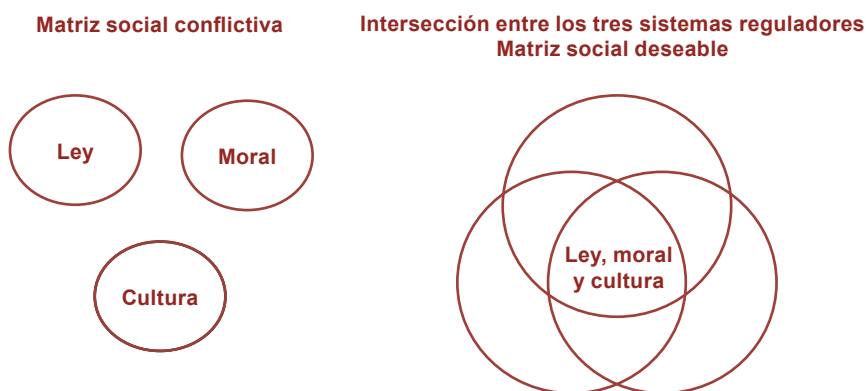 Matriz social conflictiva
Intersección entre los tres sistemas reguladores
Matriz social deseable
Ley
Moral
Cultura
Ley, moral
y cultura